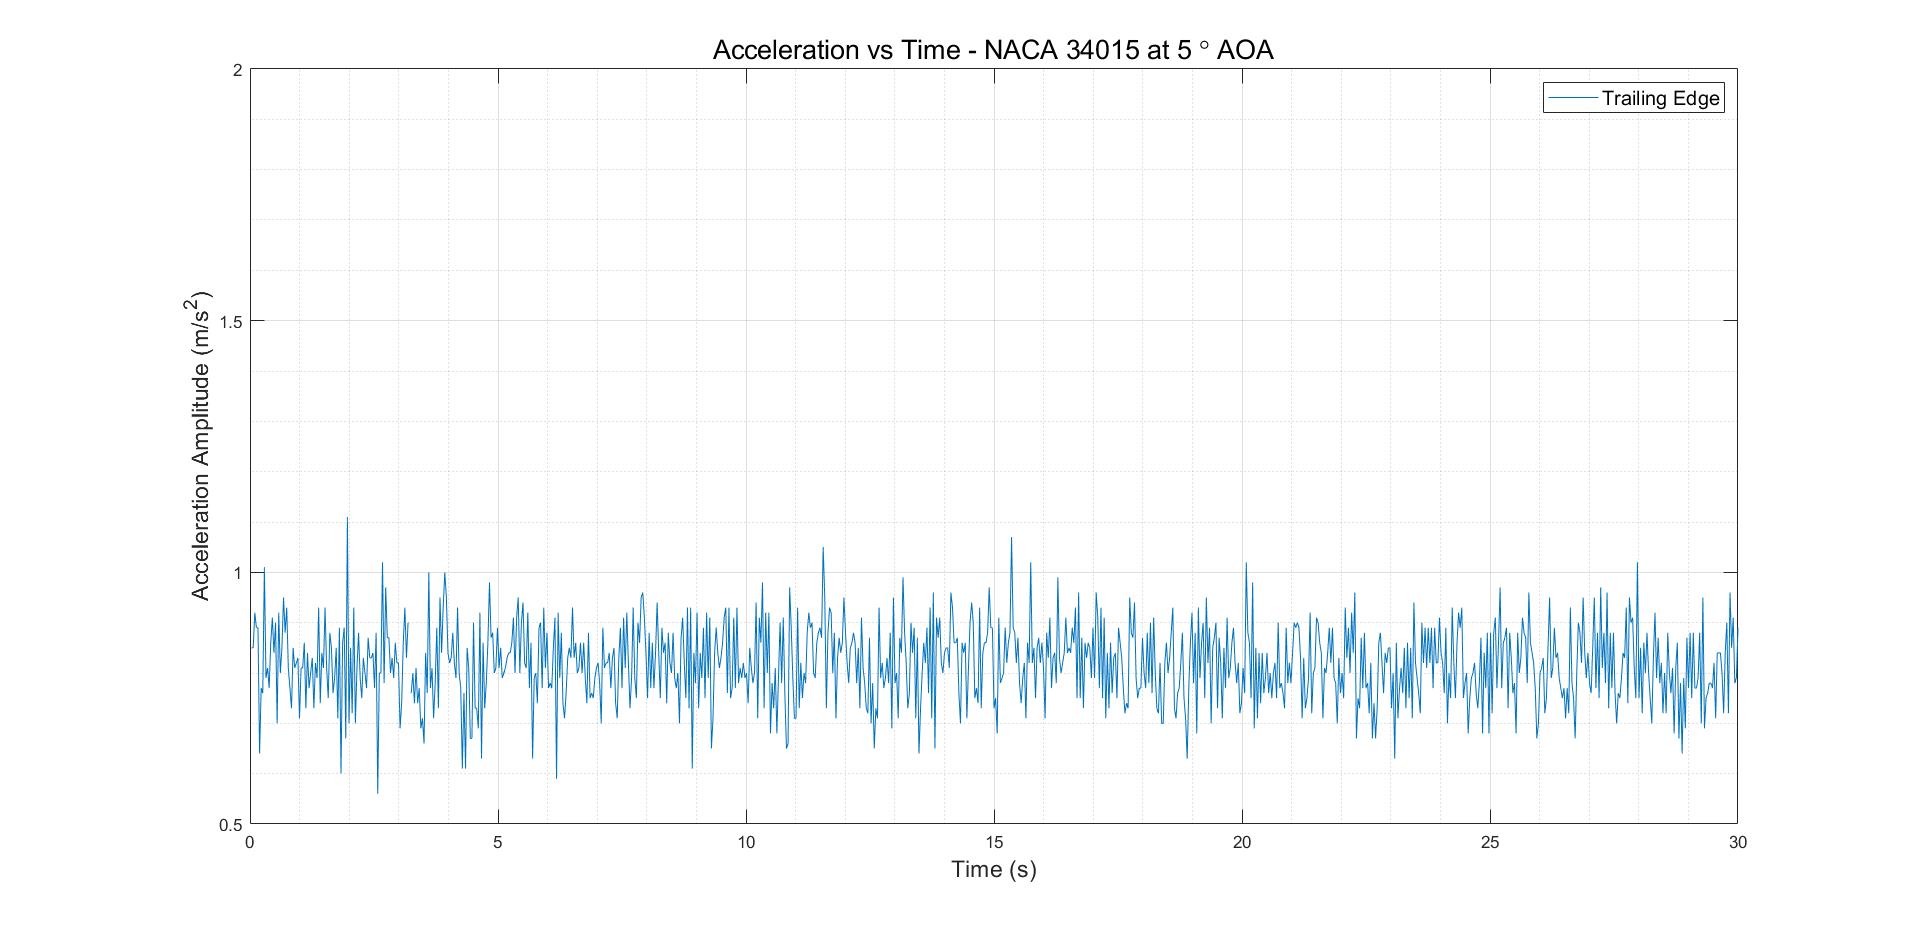 Acceleration vs Time - NACA 34015 at 5 ° AOA
Trailing Edge
Acceleration Amplitude (m/s²)
2
1.5
1
0.5
0 5 10 15 20 25 30
Time (s)